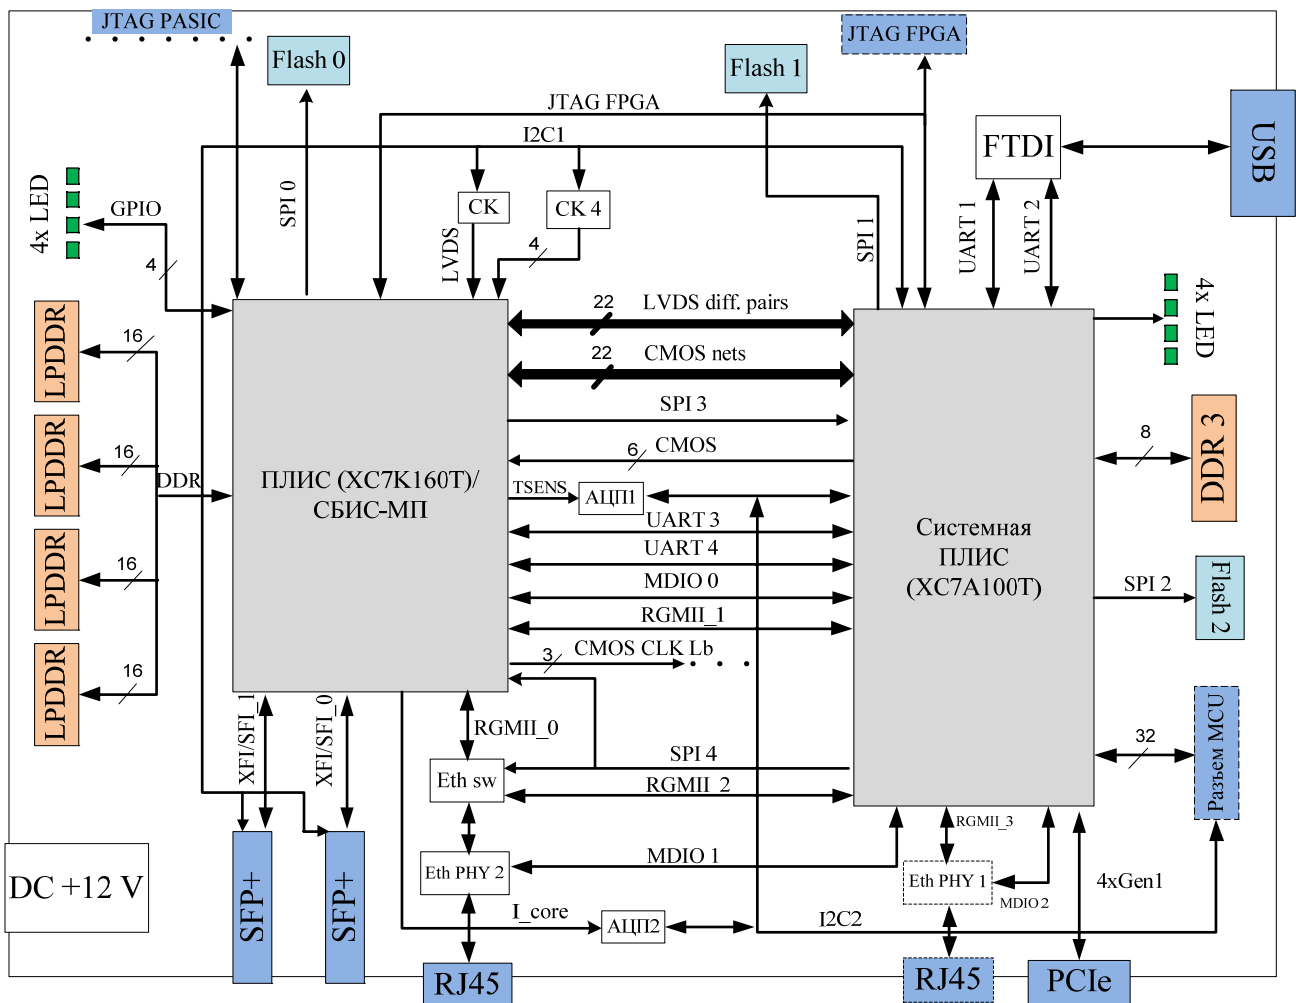 JTAG PASIC
JTAG FPGA
Flash 0
Flash 1
JTAG FPGA
I2C1
FTDI
USB
4x LED
GPIO
4
SPI 0
CK
CK 4
LVDS
4
SPI 1
UART 1
UART 2
4x LED
LPDDR
16
LPDDR
16
LPDDR
16
LPDDR
16
DDR
ПЛИС (XC7K160T)/
СБИС-МП
22
LVDS diff. pairs
22
CMOS nets
SPI 3
6
CMOS
TSENS
АЦП1
UART 3
UART 4
MDIO 0
RGMII_1
3
CMOS CLK Lb
Системная
ПЛИС
(XC7A100T)
8
DDR 3
SPI 2
Flash 2
32
Разъем MCU
XFI/SFI_1
XFI/SFI_0
RGMII_0
Eth sw
SPI 4
RGMII 2
Eth PHY 2
MDIO 1
RGMII_3
Eth PHY 1
MDIO 2
4xGen1
DC +12 V
SFP+
SFP+
I_core
АЦП2
I2C2
RJ45
RJ45
PCIe